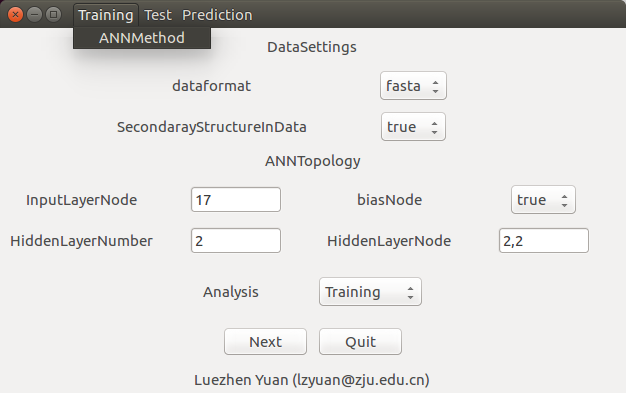 Training Test Prediction
ANNMethod
DataSettings
dataformat fasta
SecondarayStructureInData true
ANNTopology
InputLayerNode 17 biasNode true
HiddenLayerNumber 2 HiddenLayerNode 2,2
Analysis Training
Next Quit
Luezhen Yuan (lzyuan@zju.edu.cn)